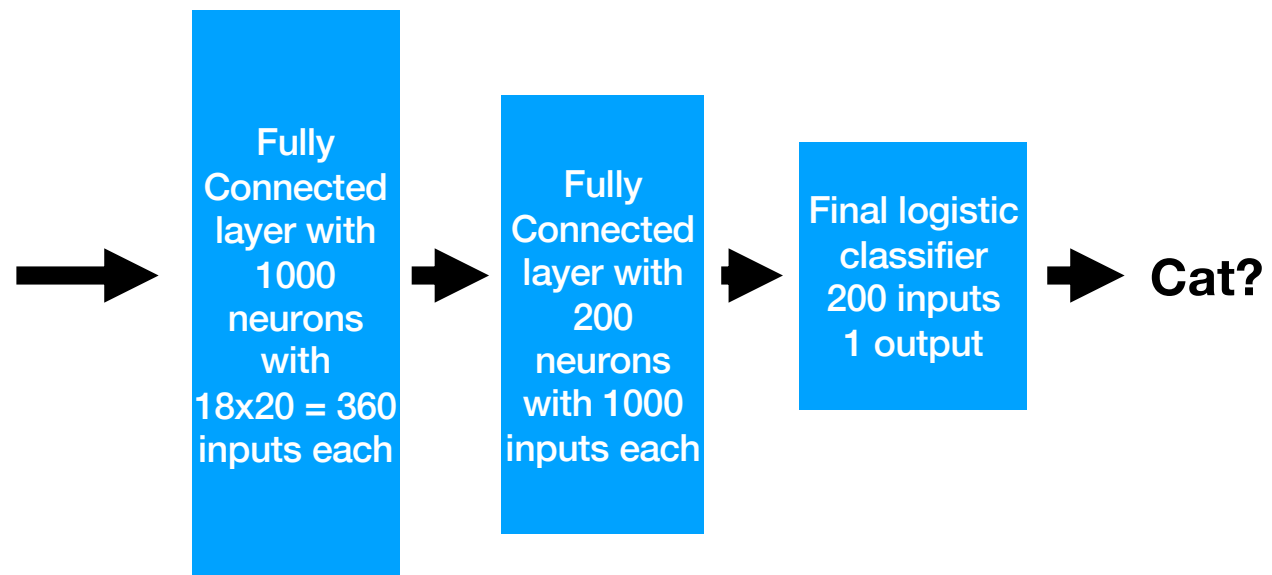 Fully
Connected
layer with
1000
neurons
with
18x20 = 360
inputs each
Fully
Connected
layer with
200
neurons
with 1000
inputs each
Final logistic
classifier
200 inputs
1 output
Cat?